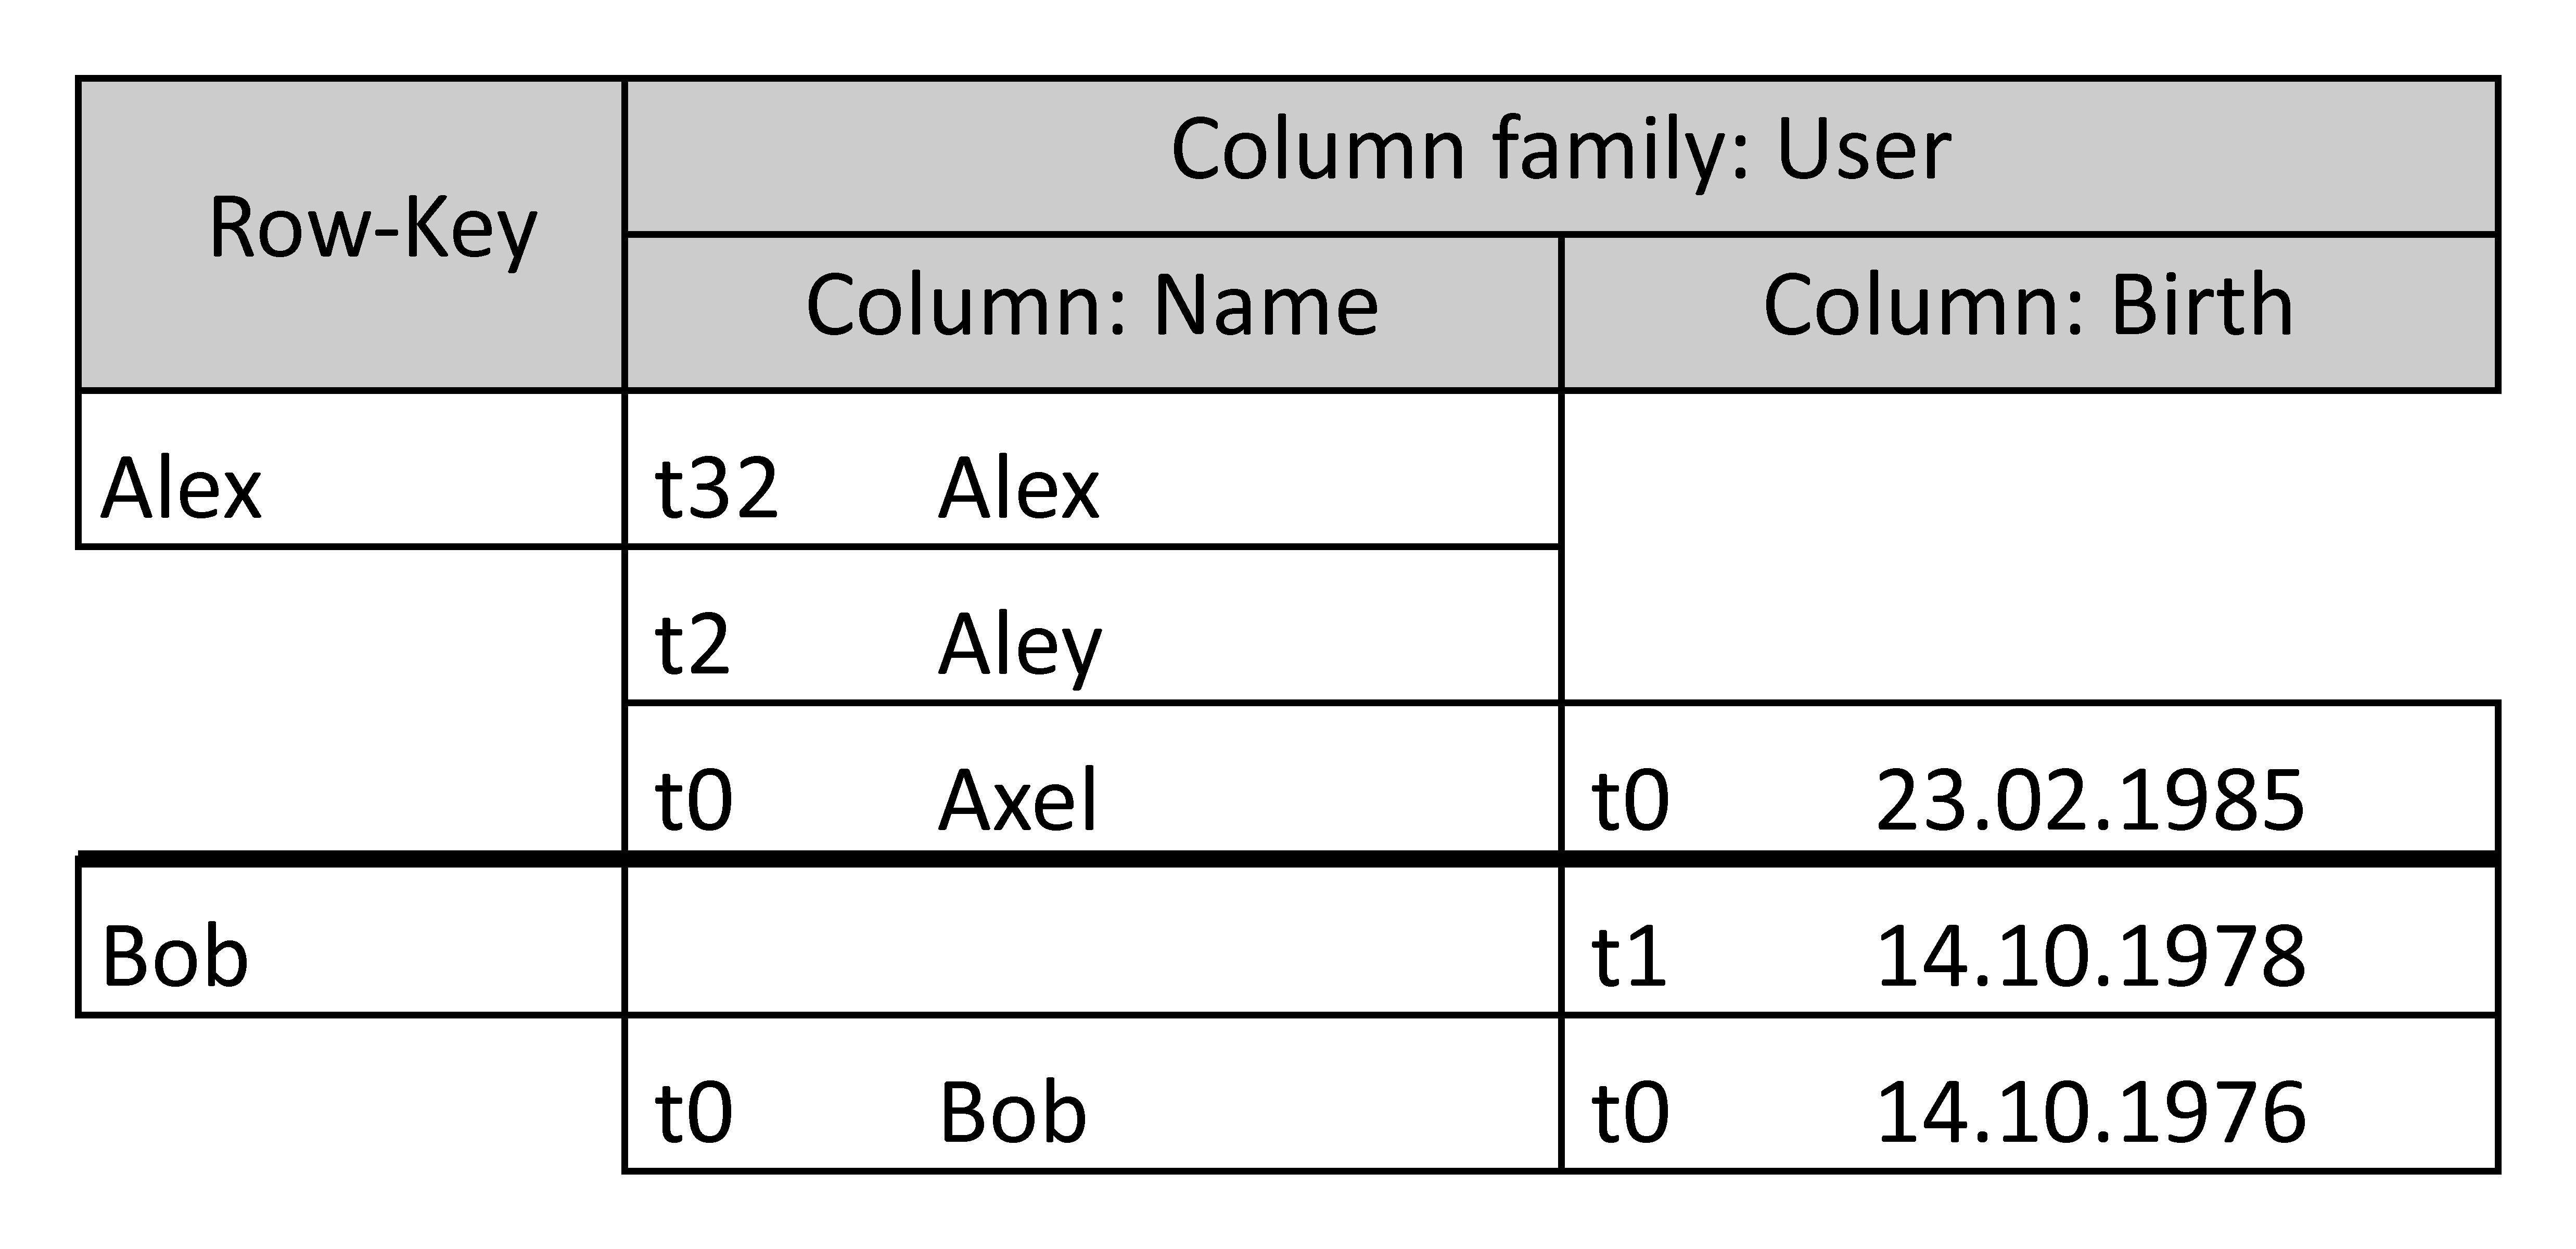 Row-Key
Column family: User
Column: Name Column: Birth
Alex t32 Alex
t2 Aley
t0 Axel t0 23.02.1985
Bob t1 14.10.1978
t0 Bob t0 14.10.1976